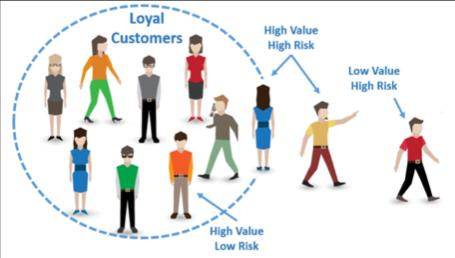 Loyal
Customers
High Value
High Risk
Low Value
High Risk
High Value
Low Risk